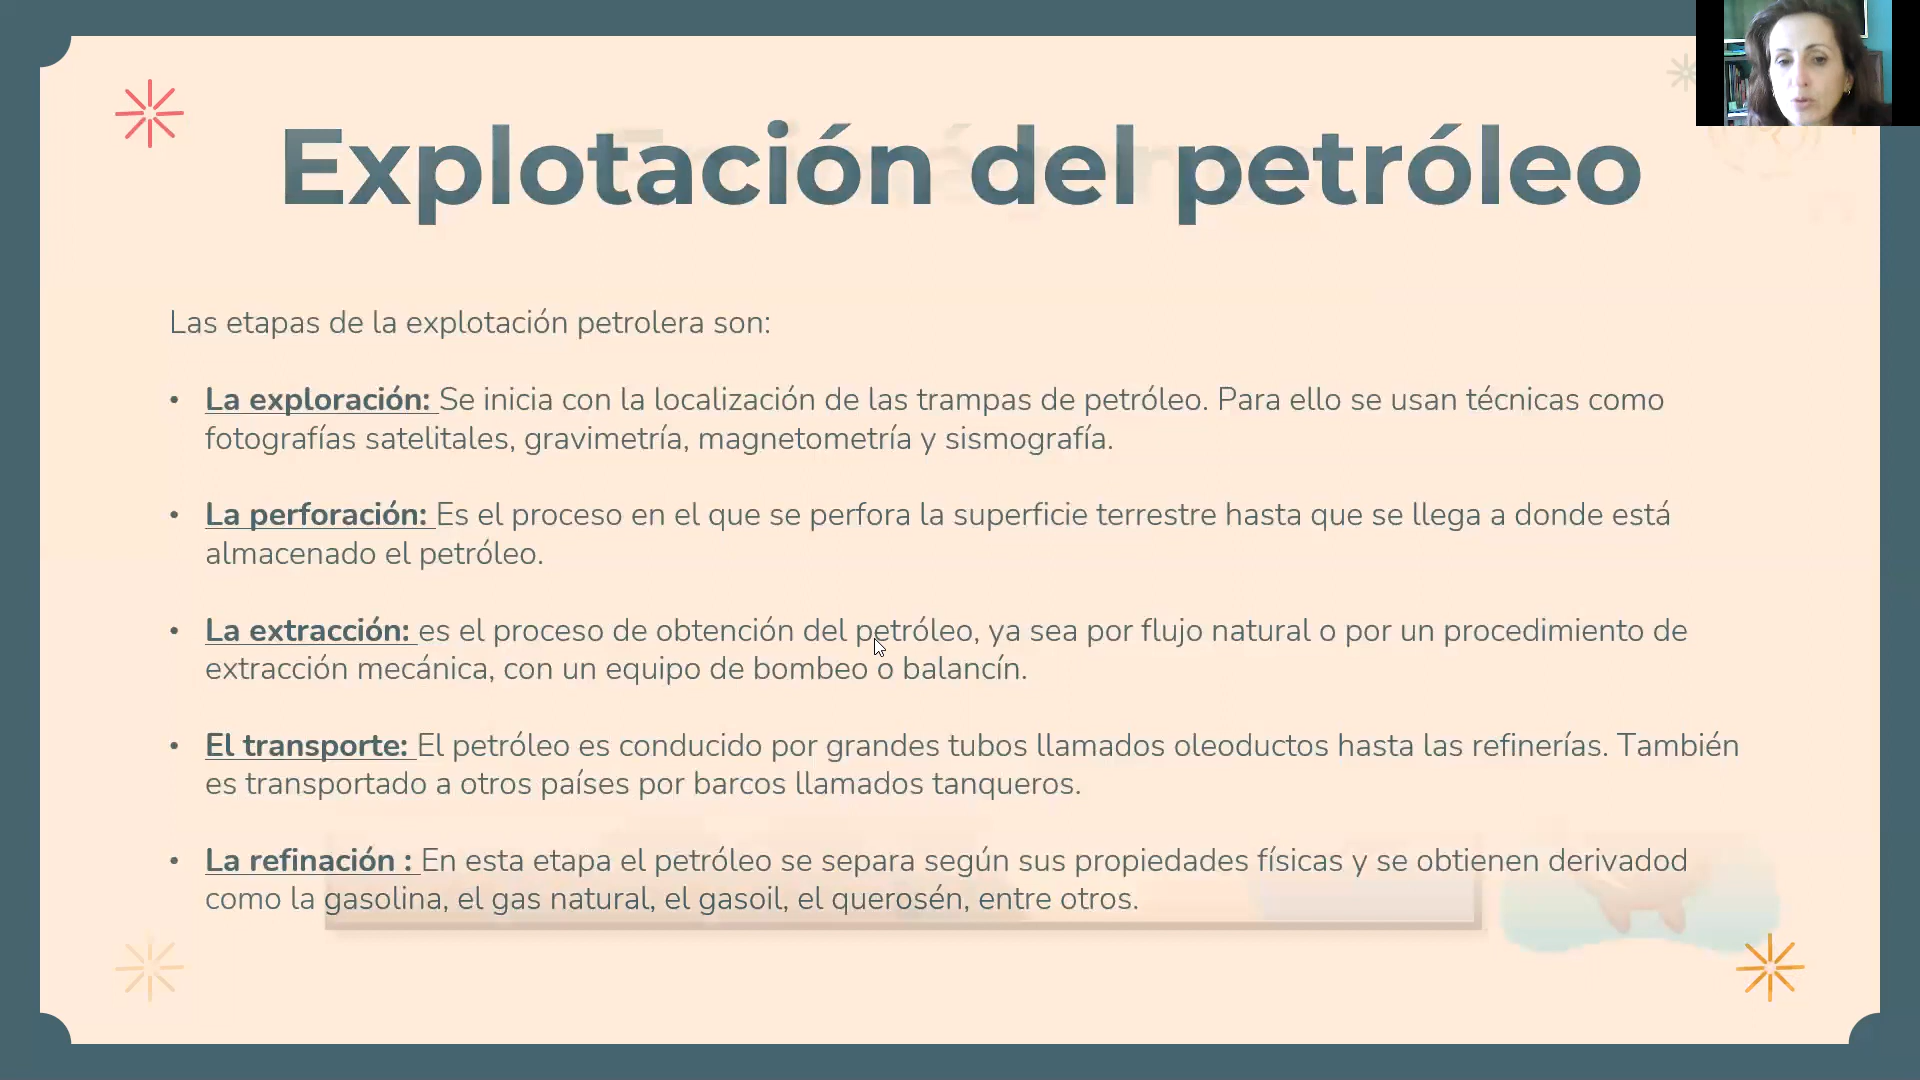 Explotación del petróleo
Las etapas de la explotación petrolera son:
• La exploración: Se inicia con la localización de las trampas de petróleo. Para ello se usan técnicas como
fotografías satelitales, gravimetría, magnetometría y sismografía.
• La perforación: Es el proceso en el que se perfora la superficie terrestre hasta que se llega a donde está
almacenado el petróleo.
• La extracción: es el proceso de obtención del petróleo, ya sea por flujo natural o por un procedimiento de
extracción mecánica, con un equipo de bombeo o balancín.
• El transporte: El petróleo es conducido por grandes tubos llamados oleoductos hasta las refinerías. También
es transportado a otros países por barcos llamados tanqueros.
• La refinación : En esta etapa el petróleo se separa según sus propiedades físicas y se obtienen derivadod
como la gasolina, el gas natural, el gasoil, el querosén, entre otros.